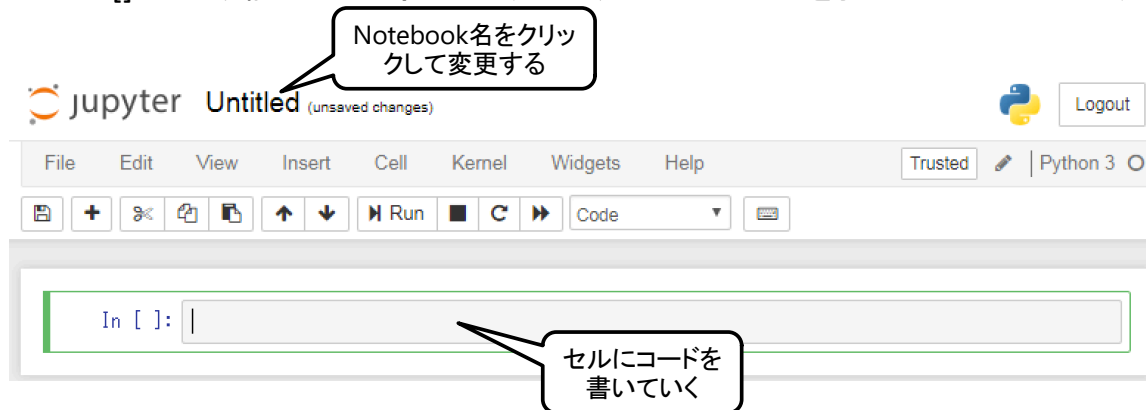 Notebook名をクリッ
クして変更する
jupyter Untitled (unsaved changes)
Logout
File Edit View Insert Cell Kernel Widgets Help
Trusted | Python 3
Run Code
In [ ]:
セルにコードを
書いていく